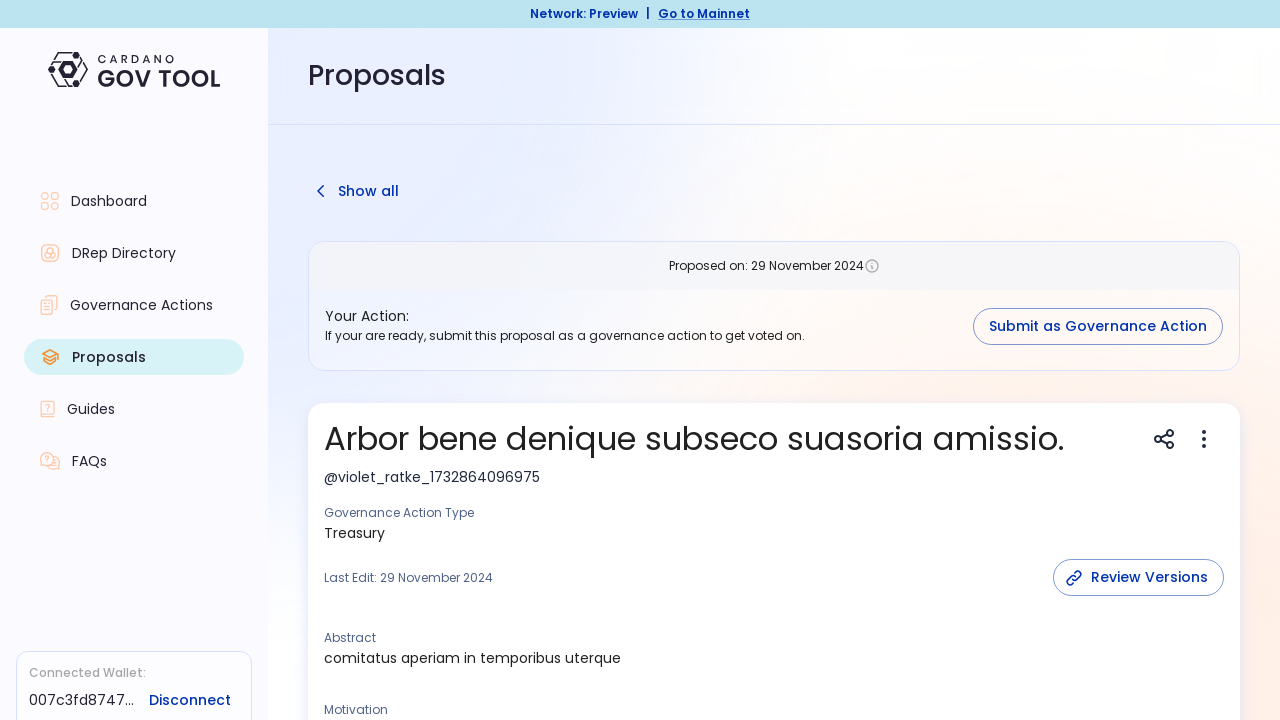 Network: Preview | Go to Mainnet
CARDANO
GOV TOOL
Proposals
Dashboard
DRep Directory
Governance Actions
Proposals
Guides
FAQs
Connected Wallet:
007c3fd8747... Disconnect
Show all
Proposed on: 29 November 2024
Your Action:
If your are ready, submit this proposal as a governance action to get voted on.
Submit as Governance Action
Arbor bene denique subseco suasoria amissio.
@violet_ratke_1732864096975
Governance Action Type
Treasury
Last Edit: 29 November 2024
Review Versions
Abstract
comitatus aperiam in temporibus uterque
Motivation